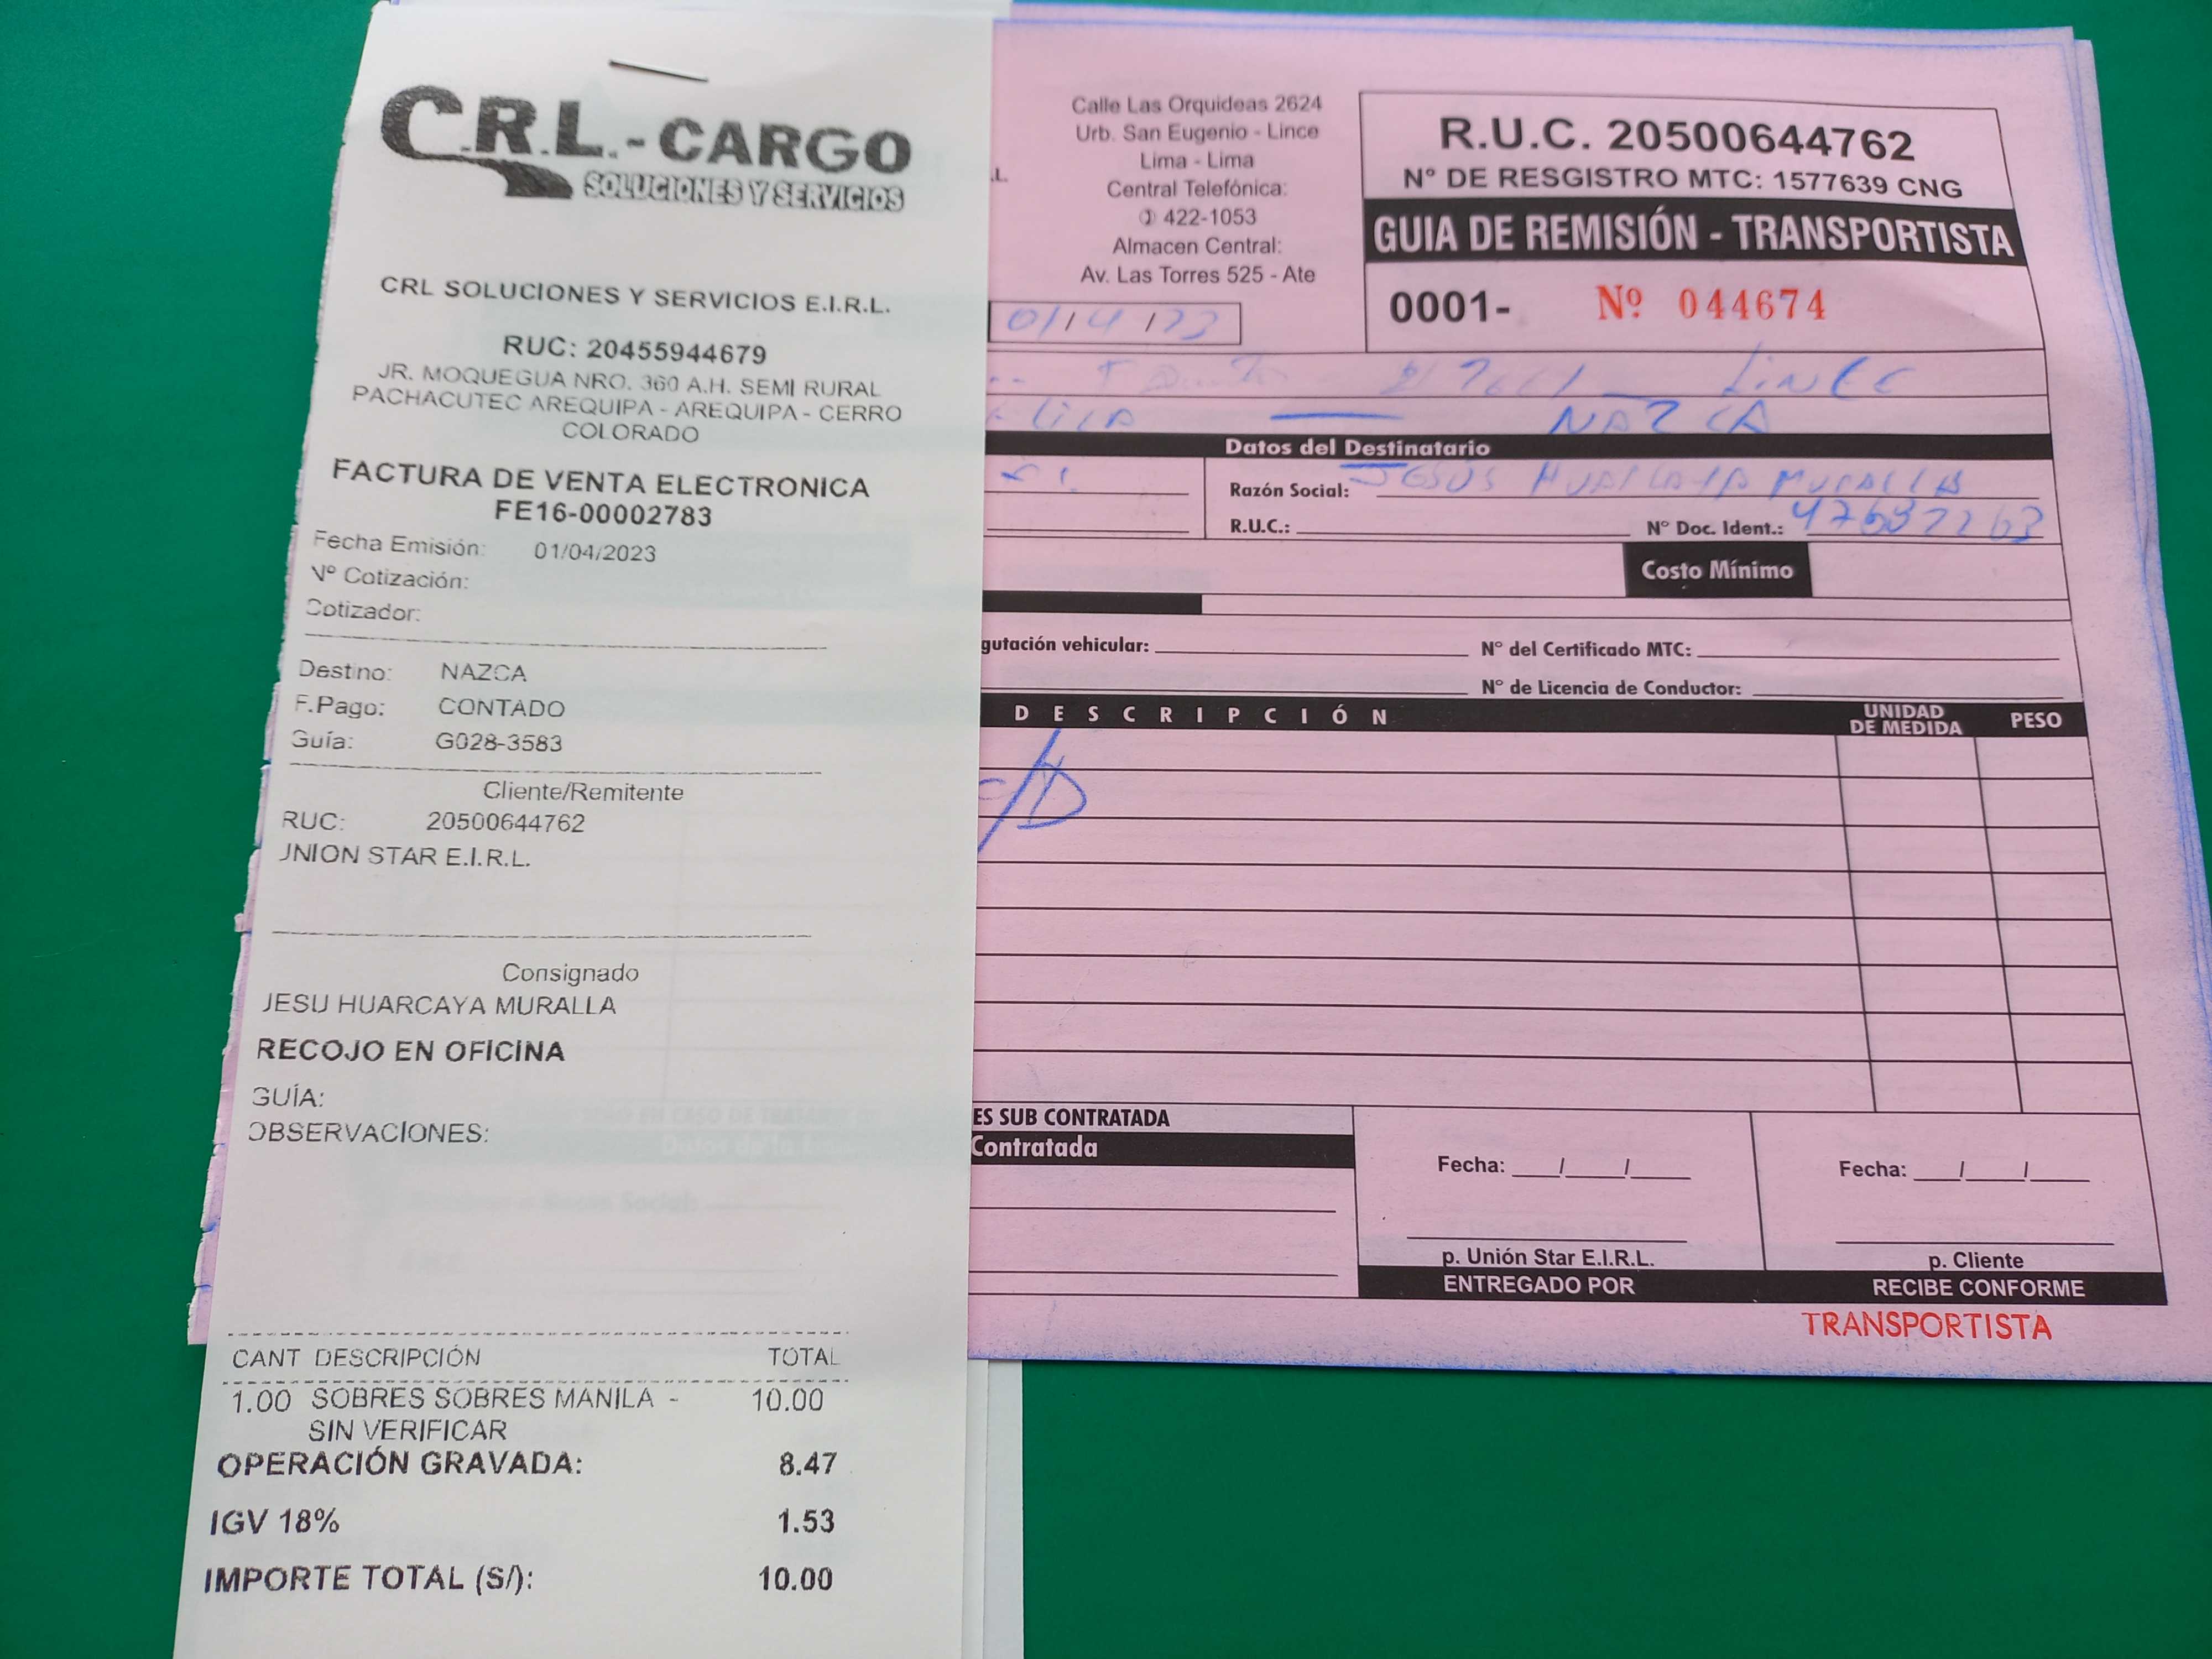 C.R.L.-CARGO
SOLUCIONES Y SERVICIOS
CRL SOLUCIONES Y SERVICIOS E.I.R.L.
RUC: 20455944679
JR. MOQUEGUA NRO. 360 A.H. SEMI RURAL
PACHACUTEC AREQUIPA - AREQUIPA - CERRO
COLORADO
FACTURA DE VENTA ELECTRONICA
FE16-00002783
Fecha Emisión: 01/04/2023
Nº Cotización:
Cotizador:
Destino: NAZCA
F.Pago: CONTADO
Guía: G028-3583
Cliente/Remitente
RUC: 20500644762
JNION STAR E.I.R.L.
Consignado
JESU HUARCAYA MURALLA
RECOJO EN OFICINA
GUÍA:
OBSERVACIONES:
CANT DESCRIPCIÓN TOTAL
1.00 SOBRES SOBRES MANILA - 10.00
SIN VERIFICAR
OPERACIÓN GRAVADA: 8.47
IGV 18% 1.53
IMPORTE TOTAL (S/): 10.00
Calle Las Orquideas 2624
Urb. San Eugenio - Lince
Lima - Lima
.L.
Central Telefónica:
422-1053
Almacen Central:
Av. Las Torres 525 - Ate
R.U.C. 20500644762
N° DE RESGISTRO MTC: 1577639 CNG
GUIA DE REMISIÓN - TRANSPORTISTA
0001- Nº 044674
01/4/23
LINCE
NAZCA
Datos del Destinatario
Razón Social: JESUS HUARCAYA MURALLA
R.U.C.: N° Doc. Ident.:
Costo Mínimo
gutación vehicular: N° del Certificado MTC:
N° de Licencia de Conductor:
DESCRIPCIÓN UNIDAD DE MEDIDA PESO
ES SUB CONTRATADA
Contratada
Fecha: / / Fecha: / /
p. Unión Star E.I.R.L. p. Cliente
ENTREGADO POR RECIBE CONFORME
TRANSPORTISTA